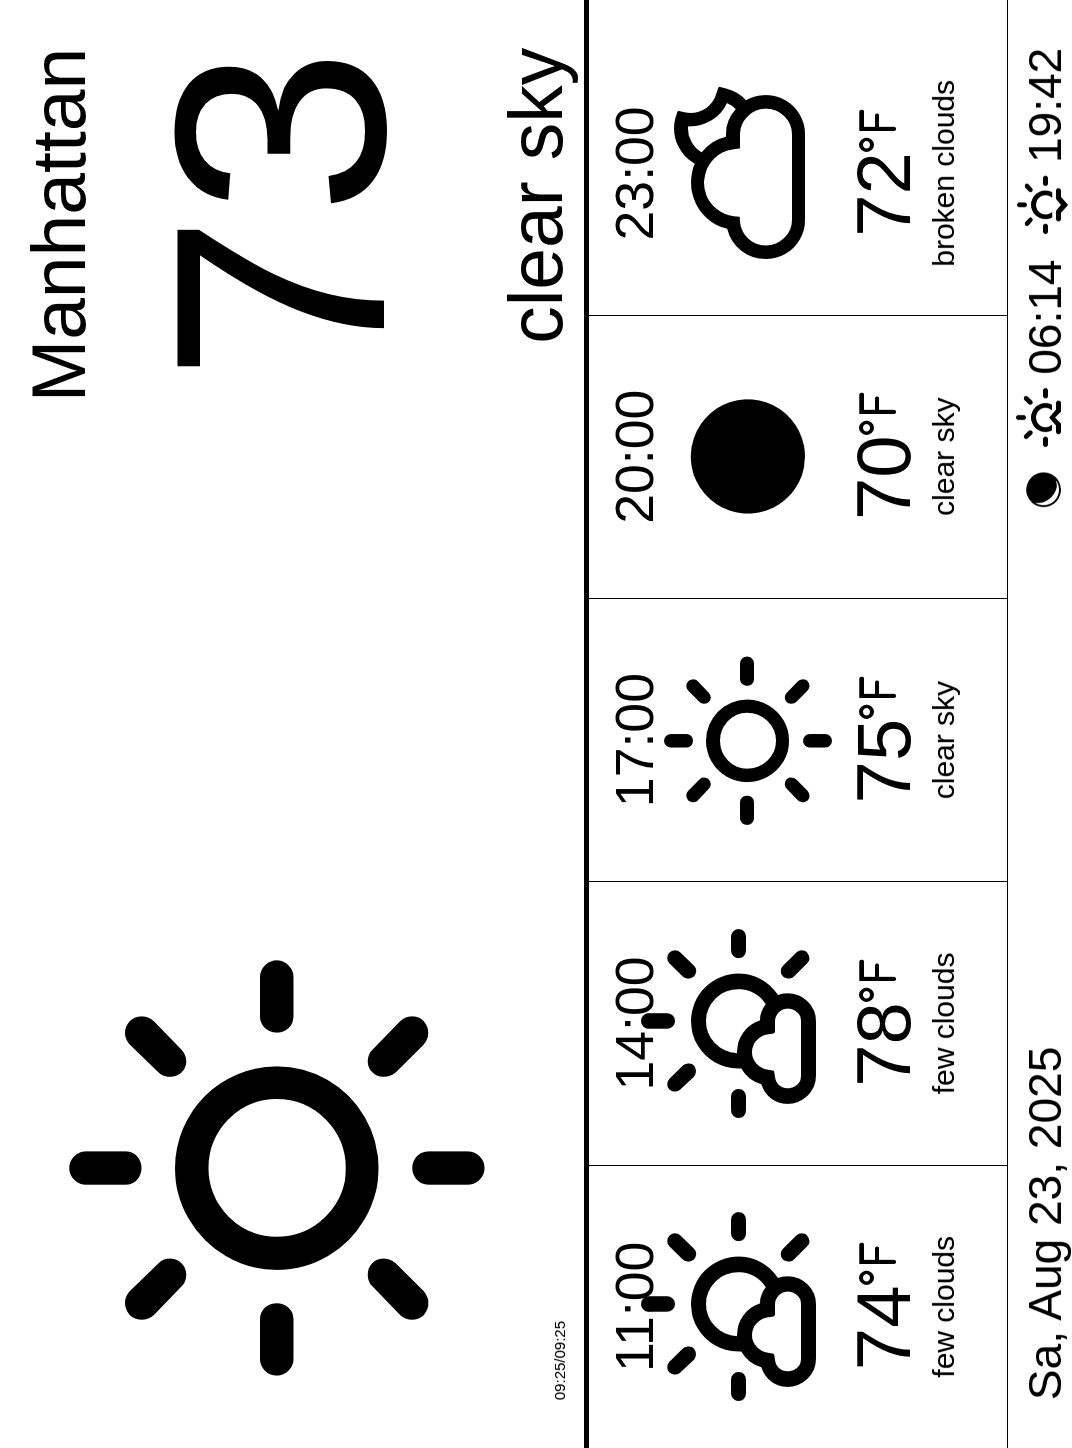 Manhattan
73
clear sky
09:25/09:25
11:00
74°F
few clouds
14:00
78°F
few clouds
17:00
75°F
clear sky
20:00
70°F
clear sky
23:00
72°F
broken clouds
Sa, Aug 23, 2025
06:14
19:42